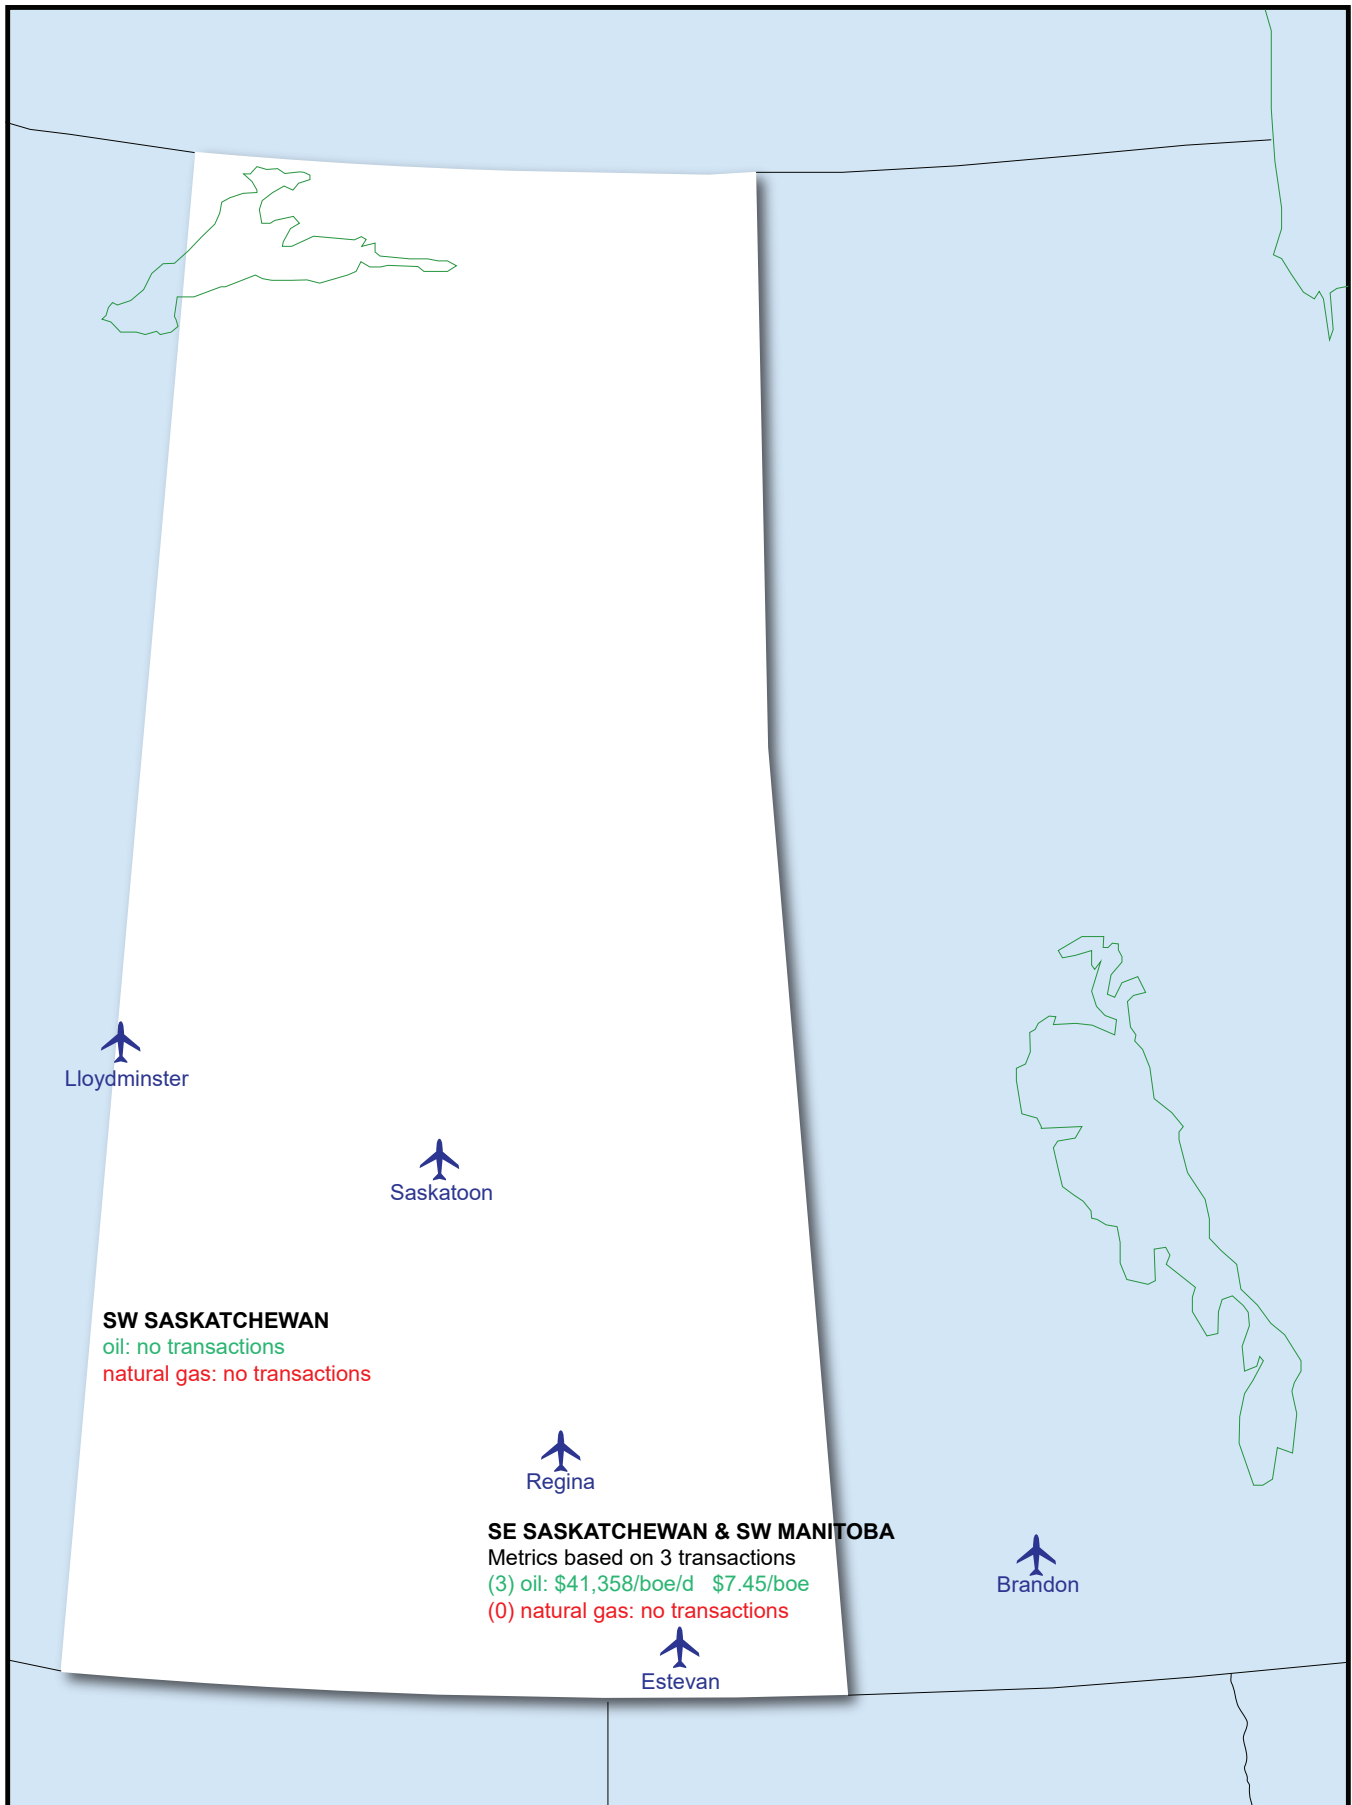 Lloydminster
Saskatoon
SW SASKATCHEWAN
oil: no transactions
natural gas: no transactions
Regina
SE SASKATCHEWAN & SW MANITOBA
Metrics based on 3 transactions
(3) oil: $41,358/boe/d $7.45/boe
(0) natural gas: no transactions
Brandon
Estevan